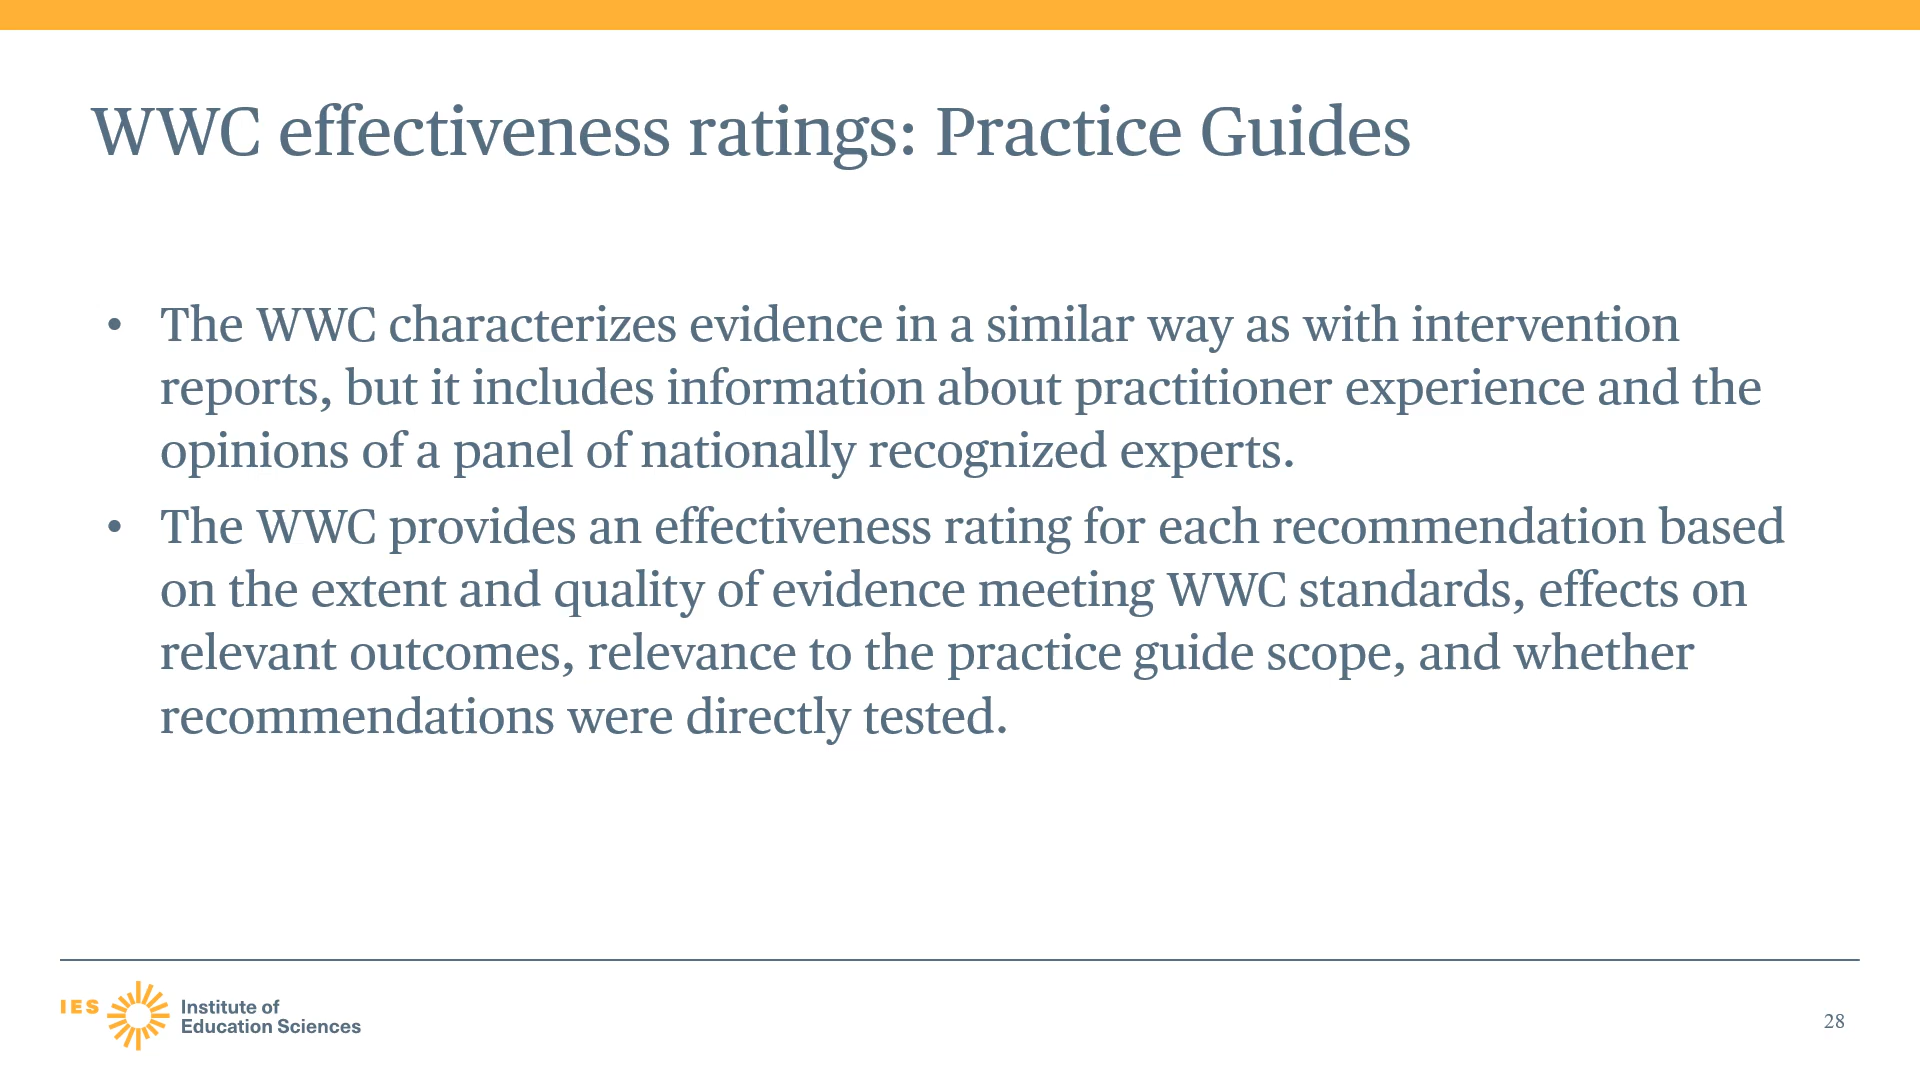 WWC effectiveness ratings: Practice Guides
• The WWC characterizes evidence in a similar way as with intervention
reports, but it includes information about practitioner experience and the
opinions of a panel of nationally recognized experts.
• The WWC provides an effectiveness rating for each recommendation based
on the extent and quality of evidence meeting WWC standards, effects on
relevant outcomes, relevance to the practice guide scope, and whether
recommendations were directly tested.
IES
Institute of
Education Sciences
28